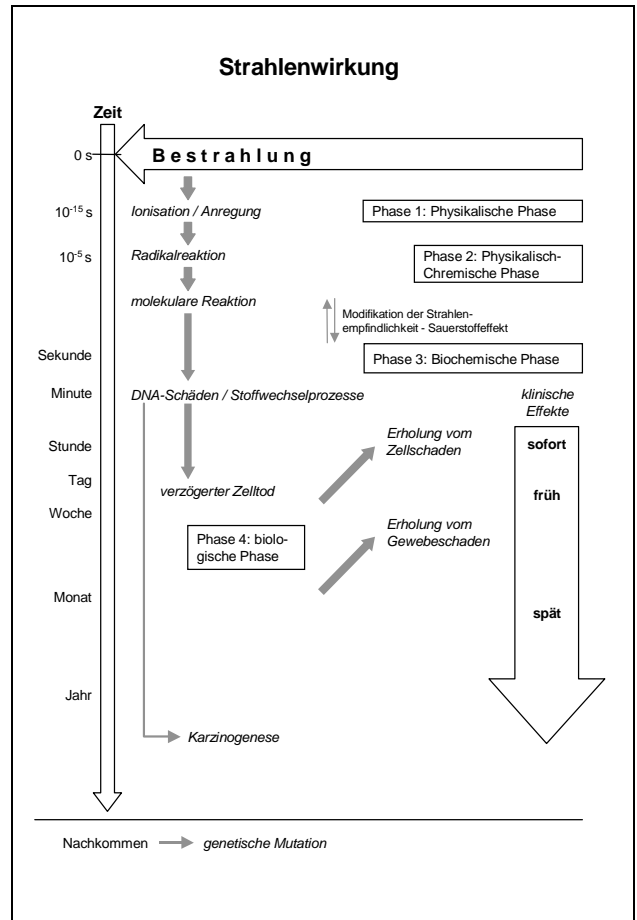 Strahlenwirkung
Zeit
0 s
Bestrahlung
10⁻¹⁵ s
Ionisation / Anregung
Phase 1: Physikalische Phase
10⁻⁵ s
Radikalreaktion
Phase 2: Physikalisch-
Chremische Phase
molekulare Reaktion
Modifikation der Strahlen-
empfindlichkeit - Sauerstoffeffekt
Sekunde
Phase 3: Biochemische Phase
Minute
DNA-Schäden / Stoffwechselprozesse
klinische
Effekte
Stunde
Erholung vom
Zellschaden
sofort
Tag
verzögerter Zelltod
früh
Woche
Phase 4: biolo-
gische Phase
Erholung vom
Gewebeschaden
Monat
spät
Jahr
Karzinogenese
Nachkommen
genetische Mutation